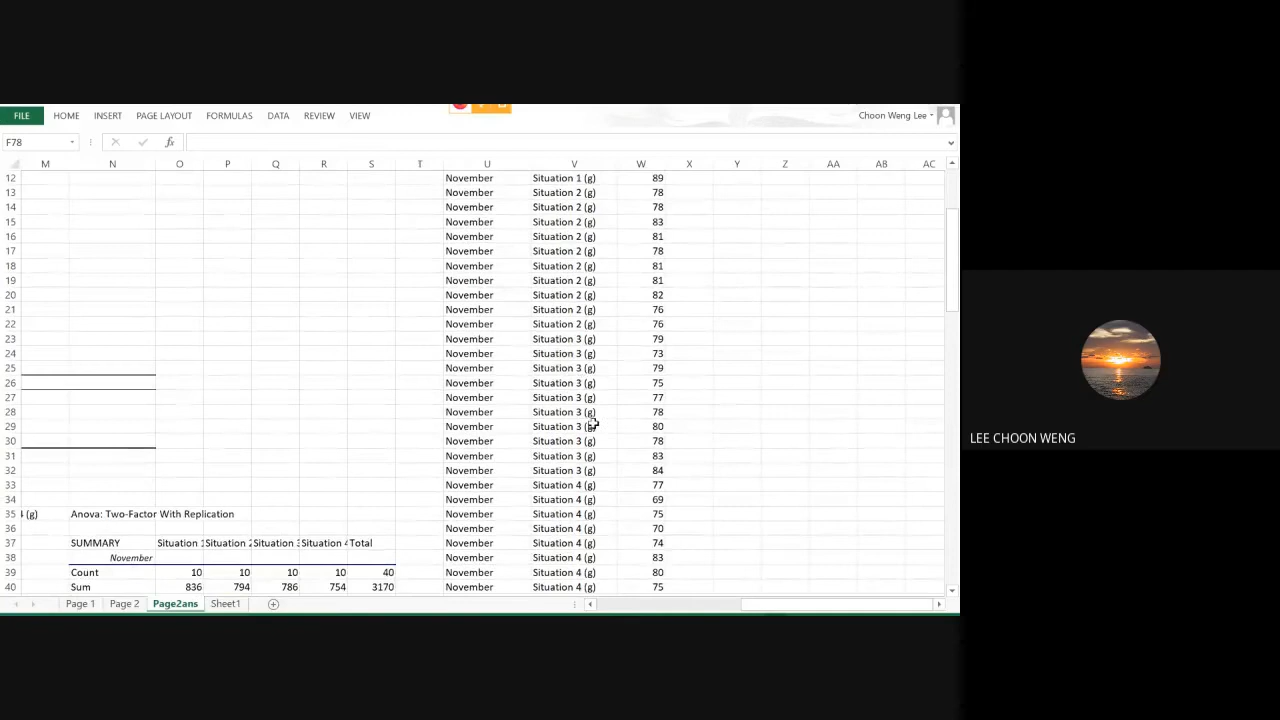 FILE HOME INSERT PAGE LAYOUT FORMULAS DATA REVIEW VIEW Choon Weng Lee
F78 fx
M N O P Q R S T U V W X Y Z AA AB AC
12 November Situation 1 (g) 89
13 November Situation 2 (g) 78
14 November Situation 2 (g) 78
15 November Situation 2 (g) 83
16 November Situation 2 (g) 81
17 November Situation 2 (g) 78
18 November Situation 2 (g) 81
19 November Situation 2 (g) 81
20 November Situation 2 (g) 82
21 November Situation 2 (g) 76
22 November Situation 2 (g) 76
23 November Situation 3 (g) 79
24 November Situation 3 (g) 73
25 November Situation 3 (g) 79
26 November Situation 3 (g) 75
27 November Situation 3 (g) 77
28 November Situation 3 (g) 78
29 November Situation 3 (g) 80
30 November Situation 3 (g) 78
31 November Situation 3 (g) 83
32 November Situation 3 (g) 84
33 November Situation 4 (g) 77
34 November Situation 4 (g) 69
35 (g) Anova: Two-Factor With Replication November Situation 4 (g) 75
36 November Situation 4 (g) 70
37 SUMMARY Situation 1 Situation 2 Situation 3 Situation 4 Total November Situation 4 (g) 74
38 November November Situation 4 (g) 83
39 Count 10 10 10 10 40 November Situation 4 (g) 80
40 Sum 836 794 786 754 3170 November Situation 4 (g) 75
Page 1 Page 2 Page2ans Sheet1
LEE CHOON WENG